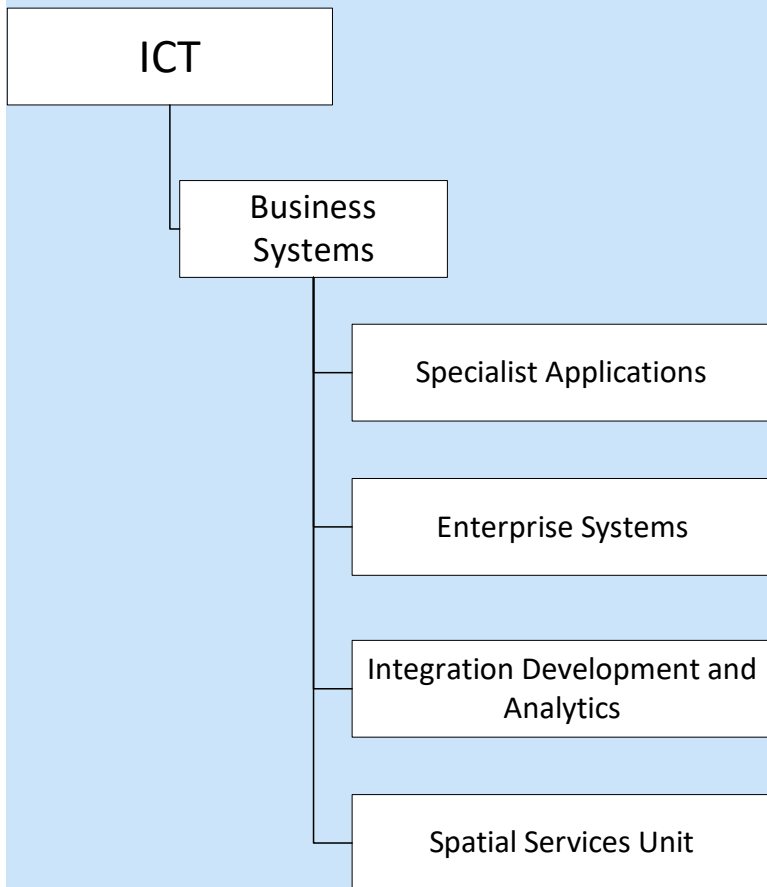 ICT
Business
Systems
Specialist Applications
Enterprise Systems
Integration Development and
Analytics
Spatial Services Unit